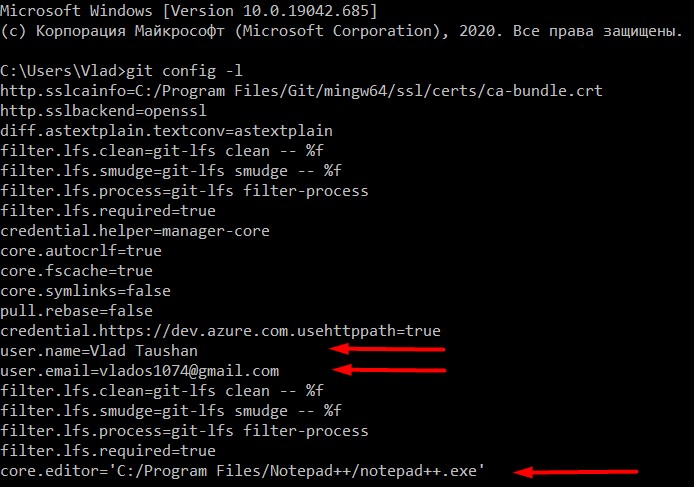 Microsoft Windows [Version 10.0.19042.685]
(c) Корпорация Майкрософт (Microsoft Corporation), 2020. Все права защищены.
C:\Users\Vlad>git config -l
http.sslcainfo=C:/Program Files/Git/mingw64/ssl/certs/ca-bundle.crt
http.sslbackend=openssl
diff.astextplain.textconv=astextplain
filter.lfs.clean=git-lfs clean -- %f
filter.lfs.smudge=git-lfs smudge -- %f
filter.lfs.process=git-lfs filter-process
filter.lfs.required=true
credential.helper=manager-core
core.autocrlf=true
core.fscache=true
core.symlinks=false
pull.rebase=false
credential.https://dev.azure.com.usehttppath=true
user.name=Vlad Taushan
user.email=vlados1074@gmail.com
filter.lfs.clean=git-lfs clean -- %f
filter.lfs.smudge=git-lfs smudge -- %f
filter.lfs.process=git-lfs filter-process
filter.lfs.required=true
core.editor='C:/Program Files/Notepad++/notepad++.exe'